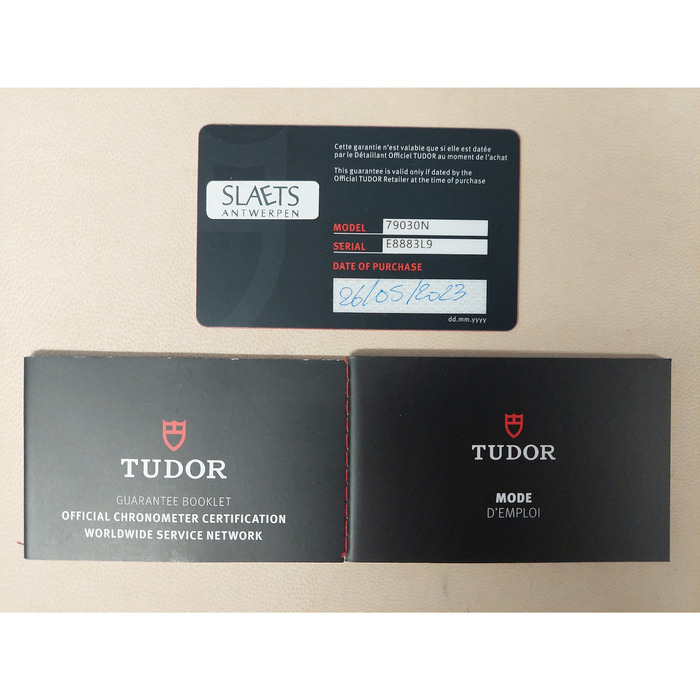 Cette garantie n'est valable que si elle est datée
par le Détaillant Officiel TUDOR au moment de l'achat
This guarantee is valid only if dated by the
Official TUDOR Retailer at the time of purchase
SLAETS
ANTWERPEN
MODEL 79030N
SERIAL E8883L9
DATE OF PURCHASE
26/05/2023
dd.mm.yyyy
TUDOR
GUARANTEE BOOKLET
OFFICIAL CHRONOMETER CERTIFICATION
WORLDWIDE SERVICE NETWORK
TUDOR
MODE
D'EMPLOI